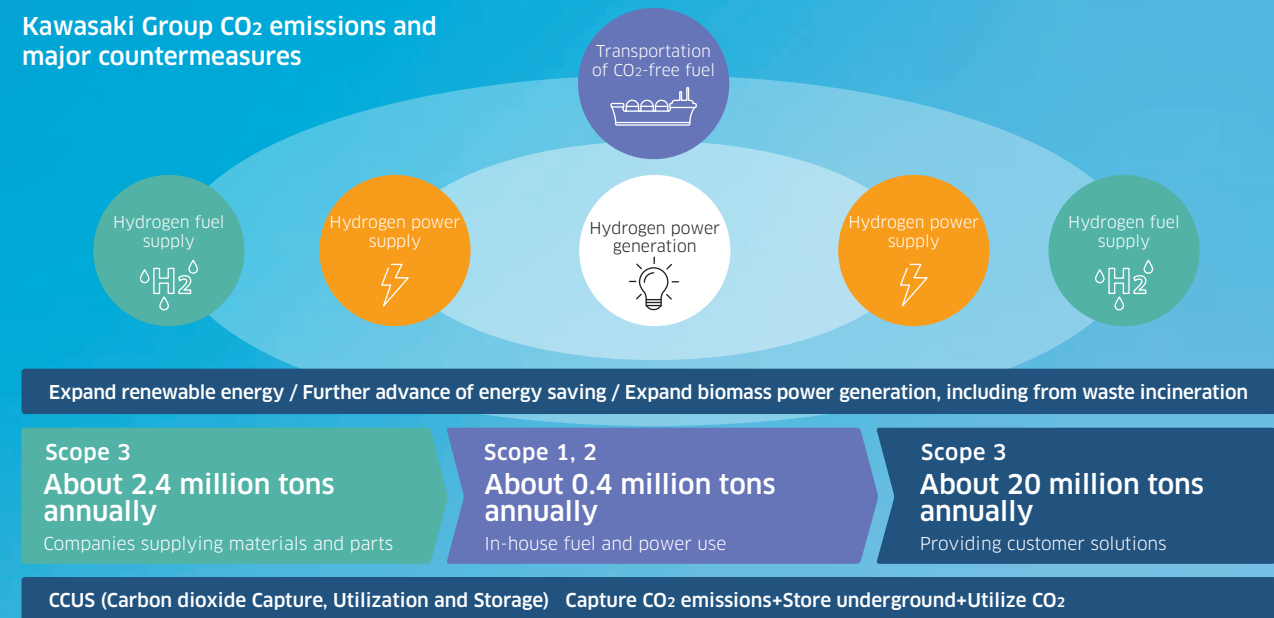 Kawasaki Group CO2 emissions and
major countermeasures
Transportation
of CO2-free fuel
Hydrogen fuel
supply
H2
Hydrogen power
supply
Hydrogen power
generation
Hydrogen power
supply
Hydrogen fuel
supply
H2
Expand renewable energy / Further advance of energy saving / Expand biomass power generation, including from waste incineration
Scope 3
About 2.4 million tons
annually
Companies supplying materials and parts
Scope 1, 2
About 0.4 million tons
annually
In-house fuel and power use
Scope 3
About 20 million tons
annually
Providing customer solutions
CCUS (Carbon dioxide Capture, Utilization and Storage) Capture CO2 emissions+Store underground+Utilize CO2